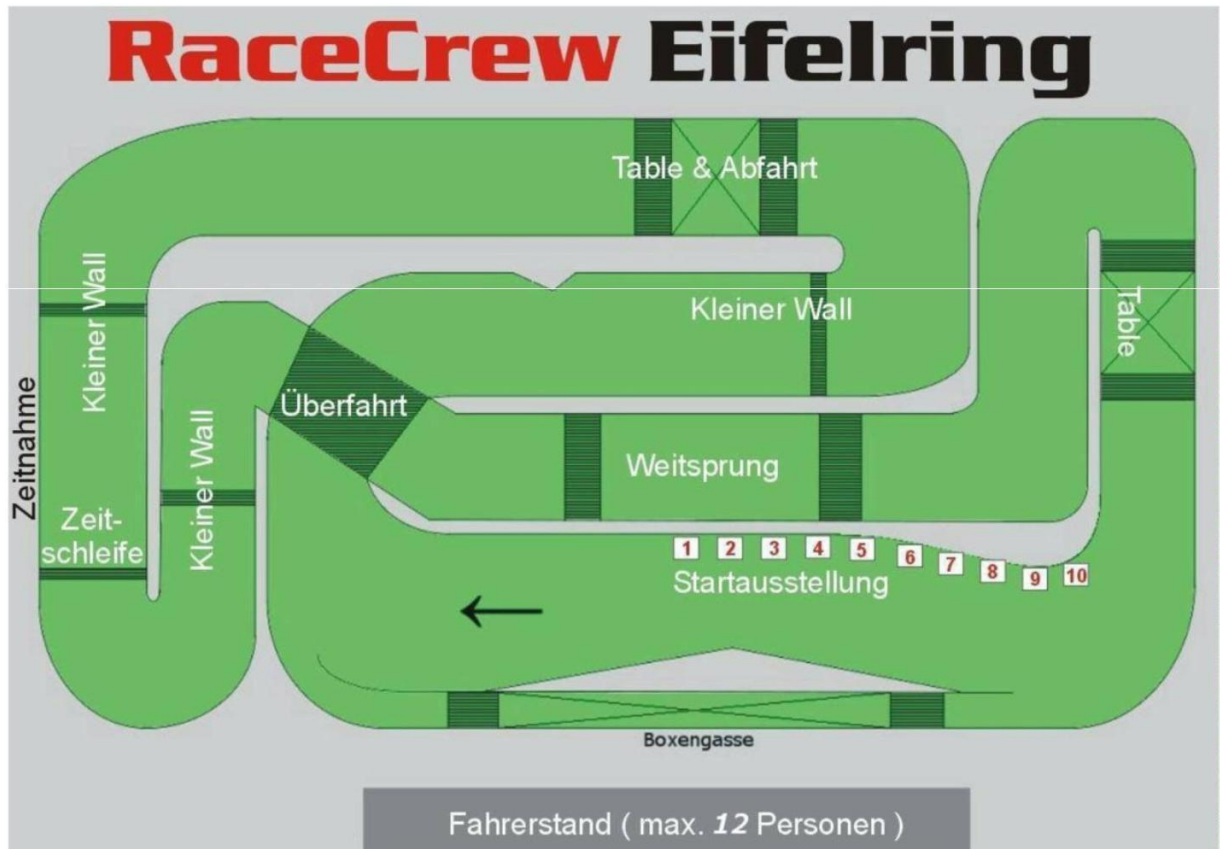 RaceCrew Eifelring
Table & Abfahrt
Kleiner Wall
Kleiner Wall
Table
Zeitnahme
Überfahrt
Kleiner Wall
Weitsprung
Zeit-
schleife
1 2 3 4 5 6 7 8 9 10
Startausstellung
Boxengasse
Fahrerstand ( max. 12 Personen )